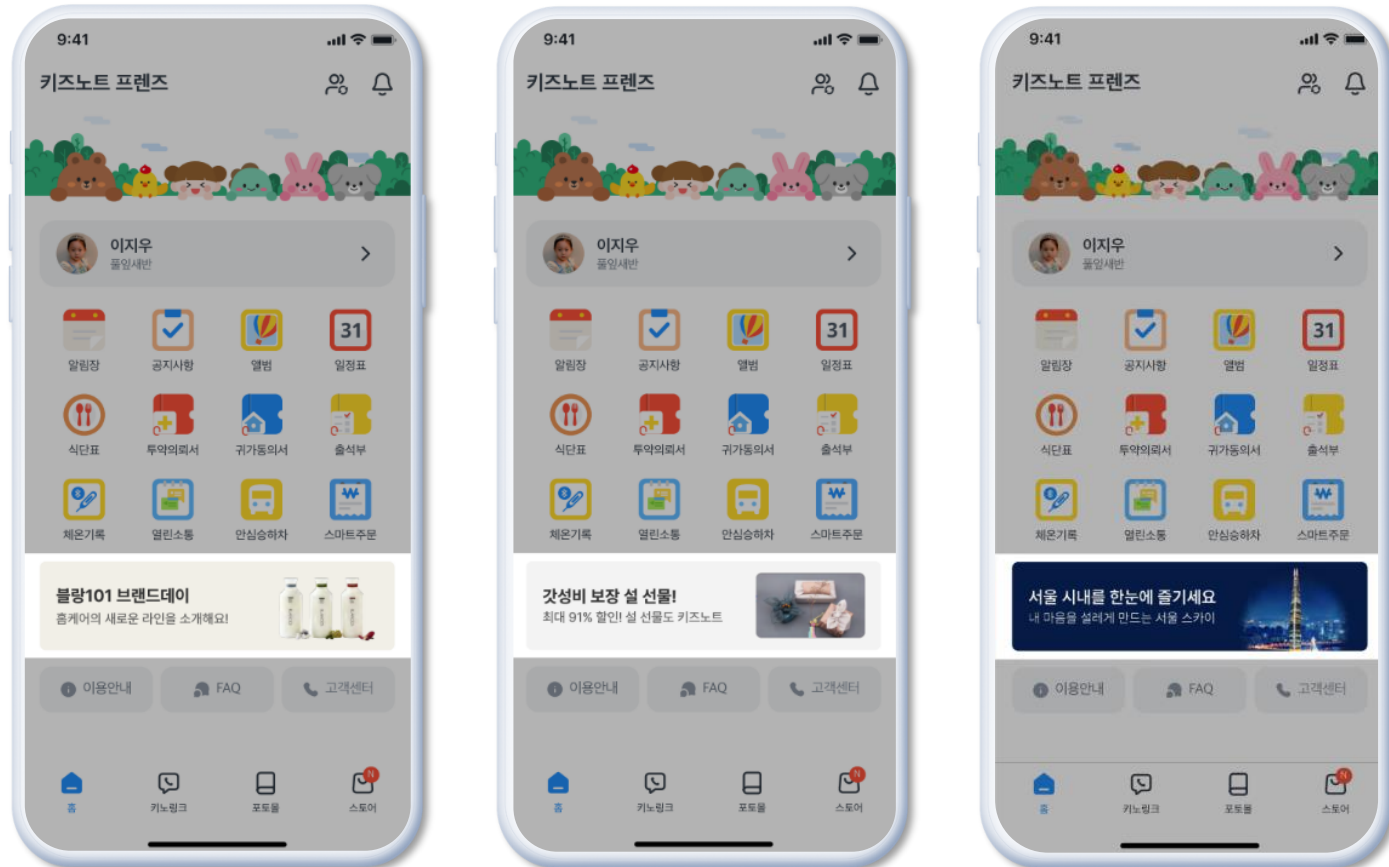 9:41
키즈노트 프렌즈
이지우
풀잎새반
31
알림장
공지사항
앨범
일정표
식단표
투약의뢰서
귀가동의서
출석부
체온기록
열린소통
안심승하차
스마트주문
블랑101 브랜드데이
홈케어의 새로운 라인을 소개해요!
이용안내
FAQ
고객센터
N
홈
키노링크
포토몰
스토어
9:41
키즈노트 프렌즈
이지우
풀잎새반
31
알림장
공지사항
앨범
일정표
식단표
투약의뢰서
귀가동의서
출석부
체온기록
열린소통
안심승하차
스마트주문
갓성비 보장 설 선물!
최대 91% 할인! 설 선물도 키즈노트
이용안내
FAQ
고객센터
N
홈
키노링크
포토몰
스토어
9:41
키즈노트 프렌즈
이지우
풀잎새반
31
알림장
공지사항
앨범
일정표
식단표
투약의뢰서
귀가동의서
출석부
체온기록
열린소통
안심승하차
스마트주문
서울 시내를 한눈에 즐기세요
내 마음을 설러게 만드는 서울 스카이
이용안내
FAQ
고객센터
N
홈
키노링크
포토몰
스토어